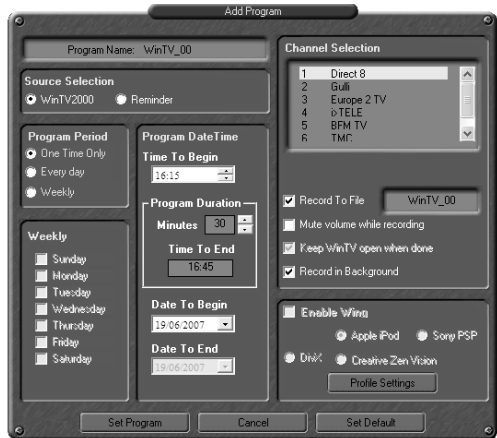 Add Program
Program Name: WinTV_00
Source Selection
WinTV2000 Reminder
Program Period
One Time Only
Every day
Weekly
Weekly
Sunday
Monday
Tuesday
Wednesday
Thursday
Friday
Saturday
Program DateTime
Time To Begin
16:15
Program Duration
Minutes 30
Time To End
16:45
Date To Begin
19/06/2007
Date To End
19/06/2007
Channel Selection
1 Direct 8
2 Gulli
3 Europe 2 TV
4 i>TELE
5 BFM TV
6 TMC
Record To File WinTV_00
Mute volume while recording
Keep WinTV open when done
Record in Background
Enable Wing
Apple iPod Sony PSP
DivX Creative Zen Vision
Profile Settings
Set Program Cancel Set Default